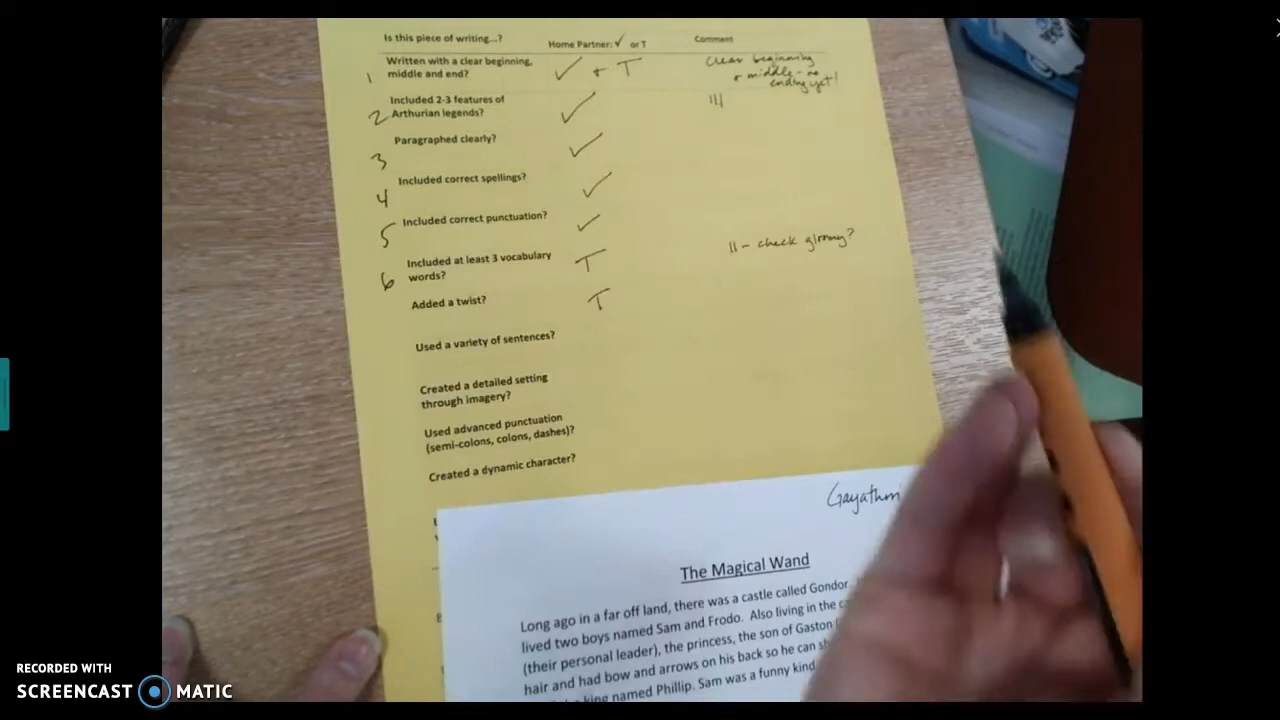 Is this piece of writing...? Home Partner: ✓ or T Comment
Written with a clear beginning, middle and end? ✓ + T clear beginning
1 + middle - no
ending yet!
2 Included 2-3 features of Arthurian legends? ✓ |||
3 Paragraphed clearly? ✓
4 Included correct spellings? ✓
5 Included correct punctuation? ✓
6 Included at least 3 vocabulary words? T || - check gloomy?
Added a twist? T
Used a variety of sentences?
Created a detailed setting
through imagery?
Used advanced punctuation
(semi-colons, colons, dashes)?
Created a dynamic character?
Gayathri
The Magical Wand
Long ago in a far off land, there was a castle called Gondor.
lived two boys named Sam and Frodo. Also living in the
(their personal leader), the princess, the son of Gaston
hair and had bow and arrows on his back so he can
king named Phillip. Sam was a funny kind
RECORDED WITH
SCREENCAST MATIC